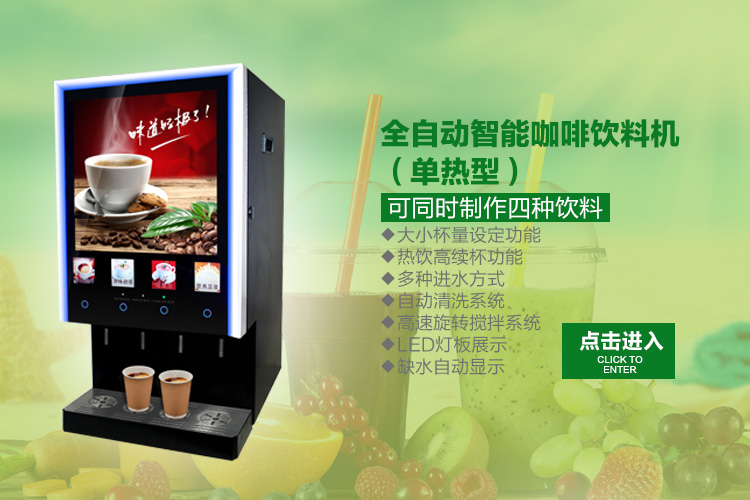 味道好极了！
全自动智能咖啡饮料机
（单热型）
可同时制作四种饮料
◆大小杯量设定功能
◆热饮高续杯功能
◆多种进水方式
◆自动清洗系统
◆高速旋转搅拌系统
◆LED灯板展示
◆缺水自动显示
点击进入
CLICK TO
ENTER